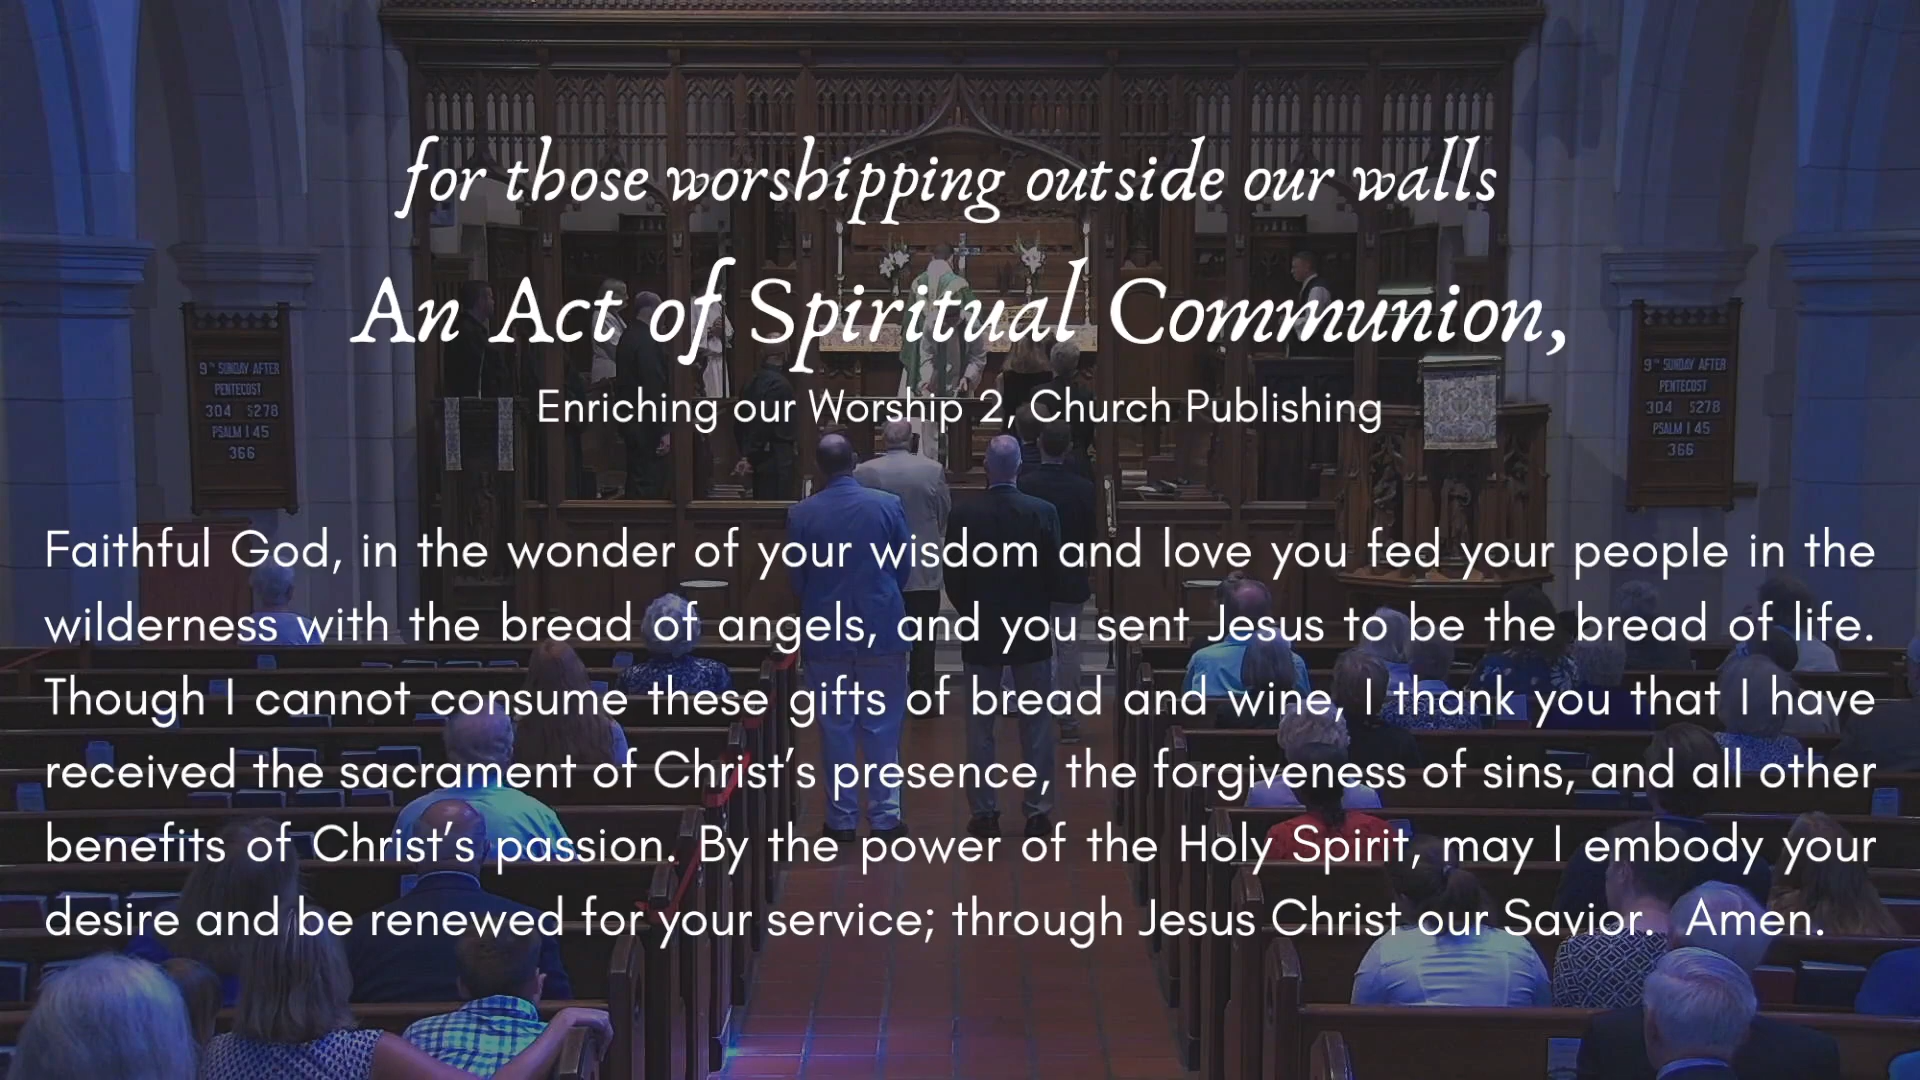 for those worshipping outside our walls
An Act of Spiritual Communion,
Enriching our Worship 2, Church Publishing
9TH SUNDAY AFTER
PENTECOST
304 S278
PSALM 145
366
9TH SUNDAY AFTER
PENTECOST
304 S278
PSALM 145
366
Faithful God, in the wonder of your wisdom and love you fed your people in the
wilderness with the bread of angels, and you sent Jesus to be the bread of life.
Though I cannot consume these gifts of bread and wine, I thank you that I have
received the sacrament of Christ's presence, the forgiveness of sins, and all other
benefits of Christ's passion. By the power of the Holy Spirit, may I embody your
desire and be renewed for your service; through Jesus Christ our Savior. Amen.